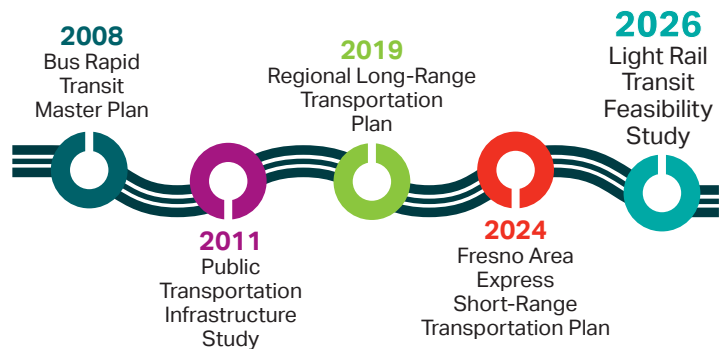 2008
Bus Rapid
Transit
Master Plan
2011
Public
Transportation
Infrastructure
Study
2019
Regional Long-Range
Transportation
Plan
2024
Fresno Area
Express
Short-Range
Transportation Plan
2026
Light Rail
Transit
Feasibility
Study